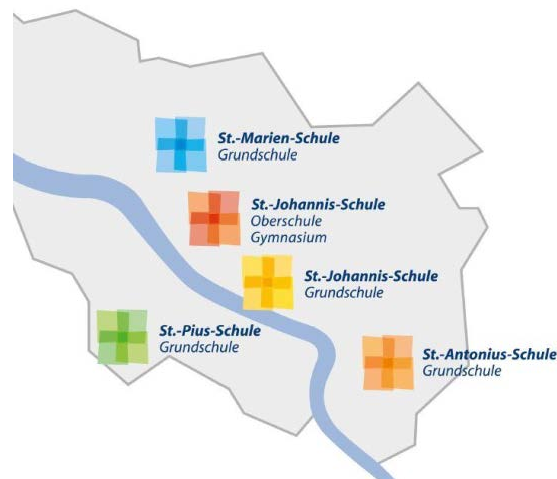 St.-Marien-Schule
Grundschule
St.-Johannis-Schule
Oberschule
Gymnasium
St.-Johannis-Schule
Grundschule
St.-Pius-Schule
Grundschule
St.-Antonius-Schule
Grundschule